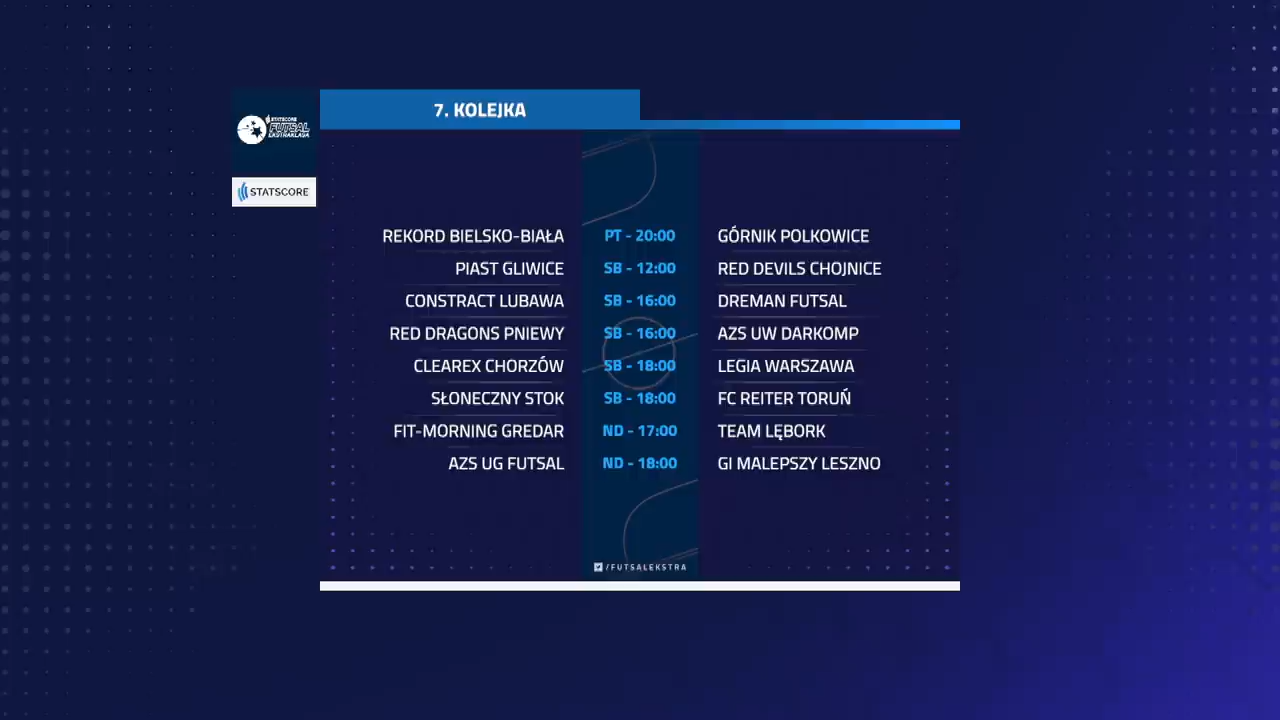 7. KOLEJKA
STATSCORE
FUTSAL
EKSTRAKLASA
STATSCORE
REKORD BIELSKO-BIAŁA PT - 20:00 GÓRNIK POLKOWICE
PIAST GLIWICE SB - 12:00 RED DEVILS CHOJNICE
CONSTRACT LUBAWA SB - 16:00 DREMAN FUTSAL
RED DRAGONS PNIEWY SB - 16:00 AZS UW DARKOMP
CLEAREX CHORZÓW SB - 18:00 LEGIA WARSZAWA
SŁONECZNY STOK SB - 18:00 FC REITER TORUŃ
FIT-MORNING GREDAR ND - 17:00 TEAM LĘBORK
AZS UG FUTSAL ND - 18:00 GI MALEPSZY LESZNO
/FUTSALEKSTRA